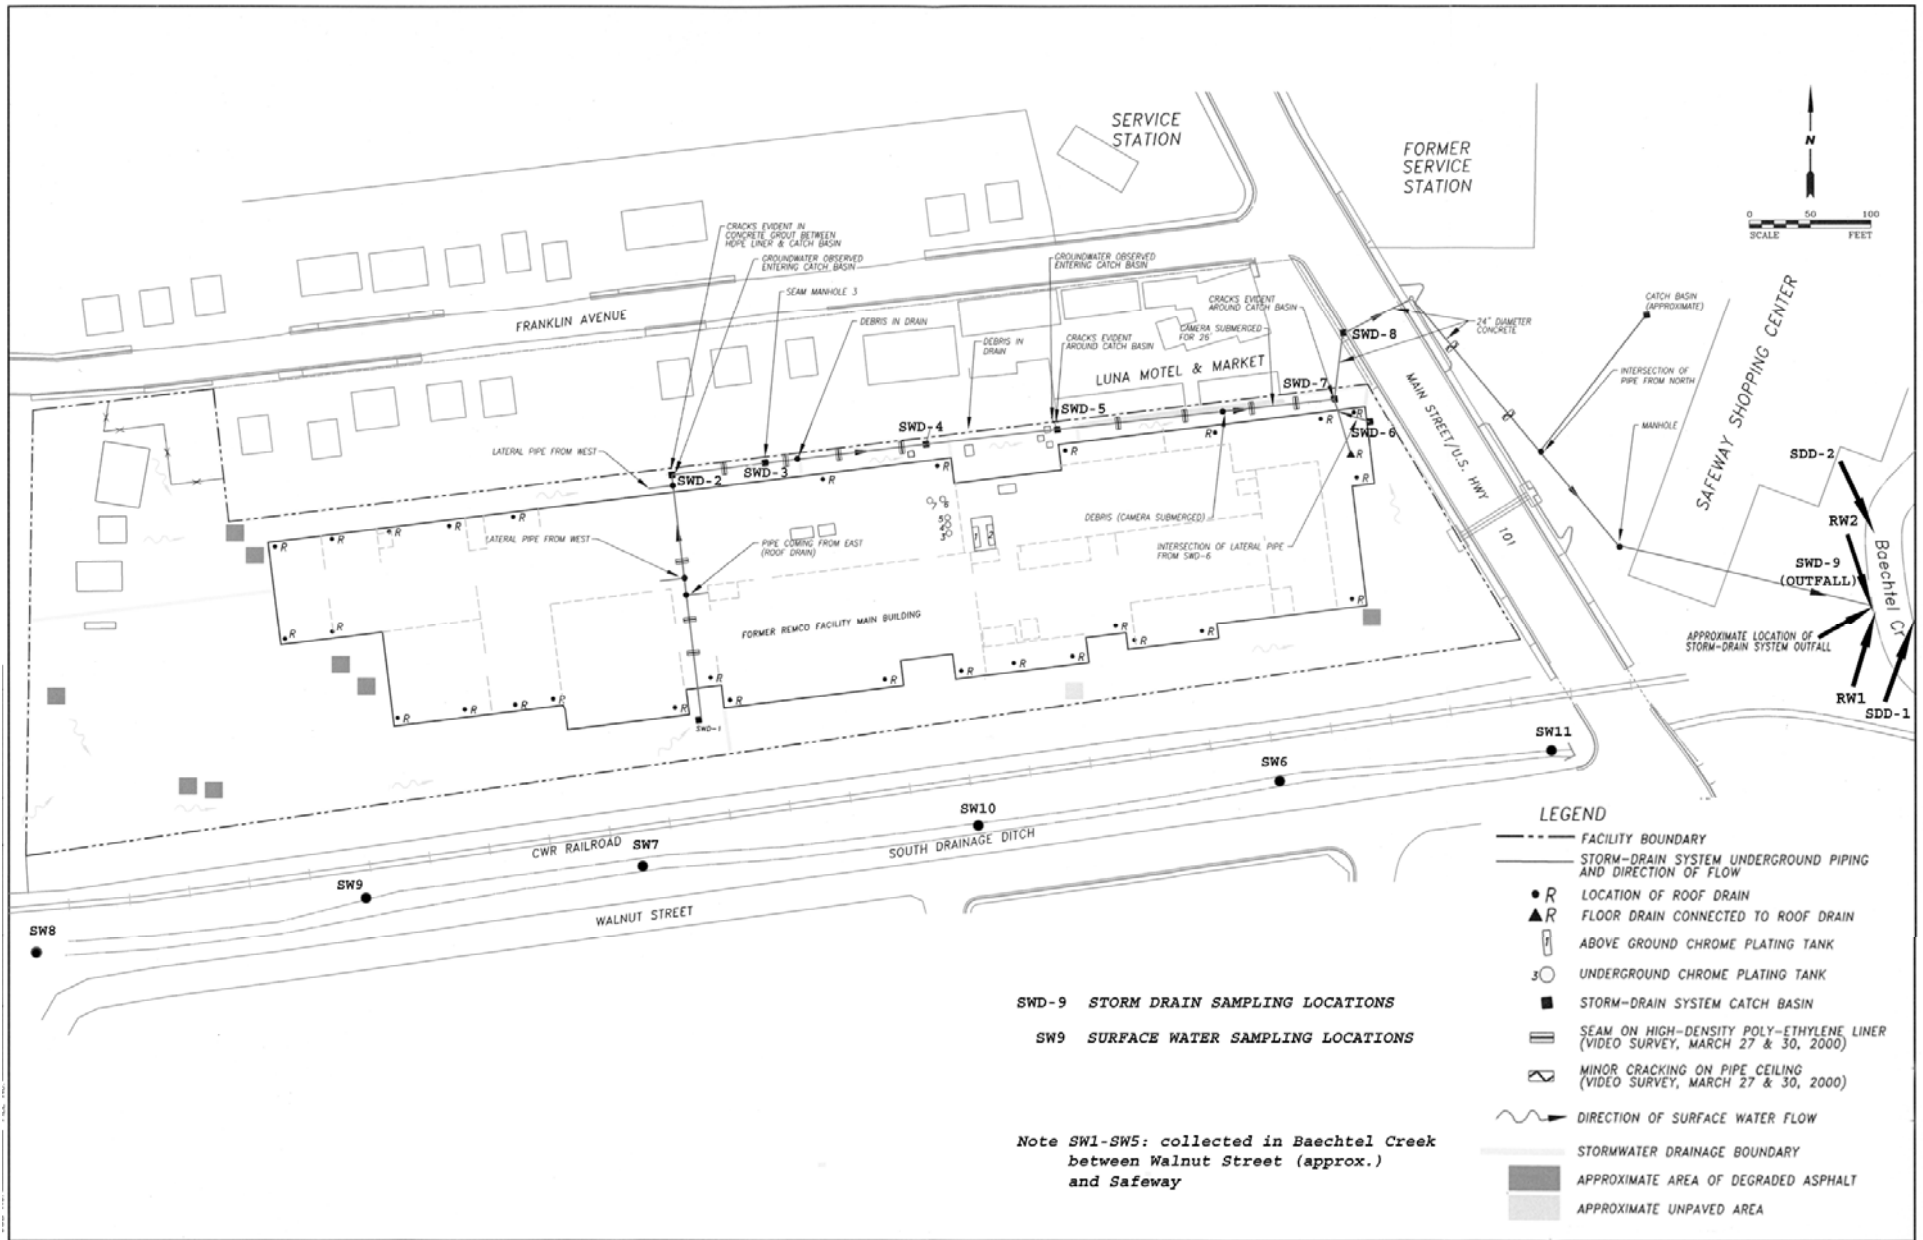 SERVICE
STATION
FORMER
SERVICE
STATION
N
0 50 100
SCALE FEET
CRACKS EVIDENT IN
CONCRETE GROUT BETWEEN
HDPE LINER & CATCH BASIN
GROUNDWATER OBSERVED
ENTERING CATCH BASIN
SEAM MANHOLE 3
FRANKLIN AVENUE
DEBRIS IN DRAIN
DEBRIS IN
DRAIN
GROUNDWATER OBSERVED
ENTERING CATCH BASIN
CRACKS EVIDENT
AROUND CATCH BASIN
CRACKS EVIDENT
AROUND CATCH BASIN
CAMERA SUBMERGED
FOR 26'
LUNA MOTEL & MARKET
SWD-8
24" DIAMETER
CONCRETE
CATCH BASIN
(APPROXIMATE)
INTERSECTION OF
PIPE FROM NORTH
MANHOLE
SAFEWAY SHOPPING CENTER
MAIN STREET/U.S. HWY
101
SWD-7
SWD-6
SWD-5
SWD-4
SWD-3
SWD-2
LATERAL PIPE FROM WEST
LATERAL PIPE FROM WEST
PIPE COMING FROM EAST
(ROOF DRAIN)
DEBRIS (CAMERA SUBMERGED)
INTERSECTION OF LATERAL PIPE
FROM SWD-6
FORMER REMCO FACILITY MAIN BUILDING
SWD-1
SDD-2
RW2
SWD-9
(OUTFALL)
Baechtel Cr
APPROXIMATE LOCATION OF
STORM-DRAIN SYSTEM OUTFALL
RW1
SDD-1
SW11
SW6
SW10
SW7
SW9
SW8
CWR RAILROAD
SOUTH DRAINAGE DITCH
WALNUT STREET
LEGEND
FACILITY BOUNDARY
STORM-DRAIN SYSTEM UNDERGROUND PIPING
AND DIRECTION OF FLOW
R LOCATION OF ROOF DRAIN
R FLOOR DRAIN CONNECTED TO ROOF DRAIN
1 ABOVE GROUND CHROME PLATING TANK
3 UNDERGROUND CHROME PLATING TANK
STORM-DRAIN SYSTEM CATCH BASIN
SEAM ON HIGH-DENSITY POLY-ETHYLENE LINER
(VIDEO SURVEY, MARCH 27 & 30, 2000)
MINOR CRACKING ON PIPE CEILING
(VIDEO SURVEY, MARCH 27 & 30, 2000)
DIRECTION OF SURFACE WATER FLOW
STORMWATER DRAINAGE BOUNDARY
APPROXIMATE AREA OF DEGRADED ASPHALT
APPROXIMATE UNPAVED AREA
SWD-9 STORM DRAIN SAMPLING LOCATIONS
SW9 SURFACE WATER SAMPLING LOCATIONS
Note SW1-SW5: collected in Baechtel Creek
between Walnut Street (approx.)
and Safeway